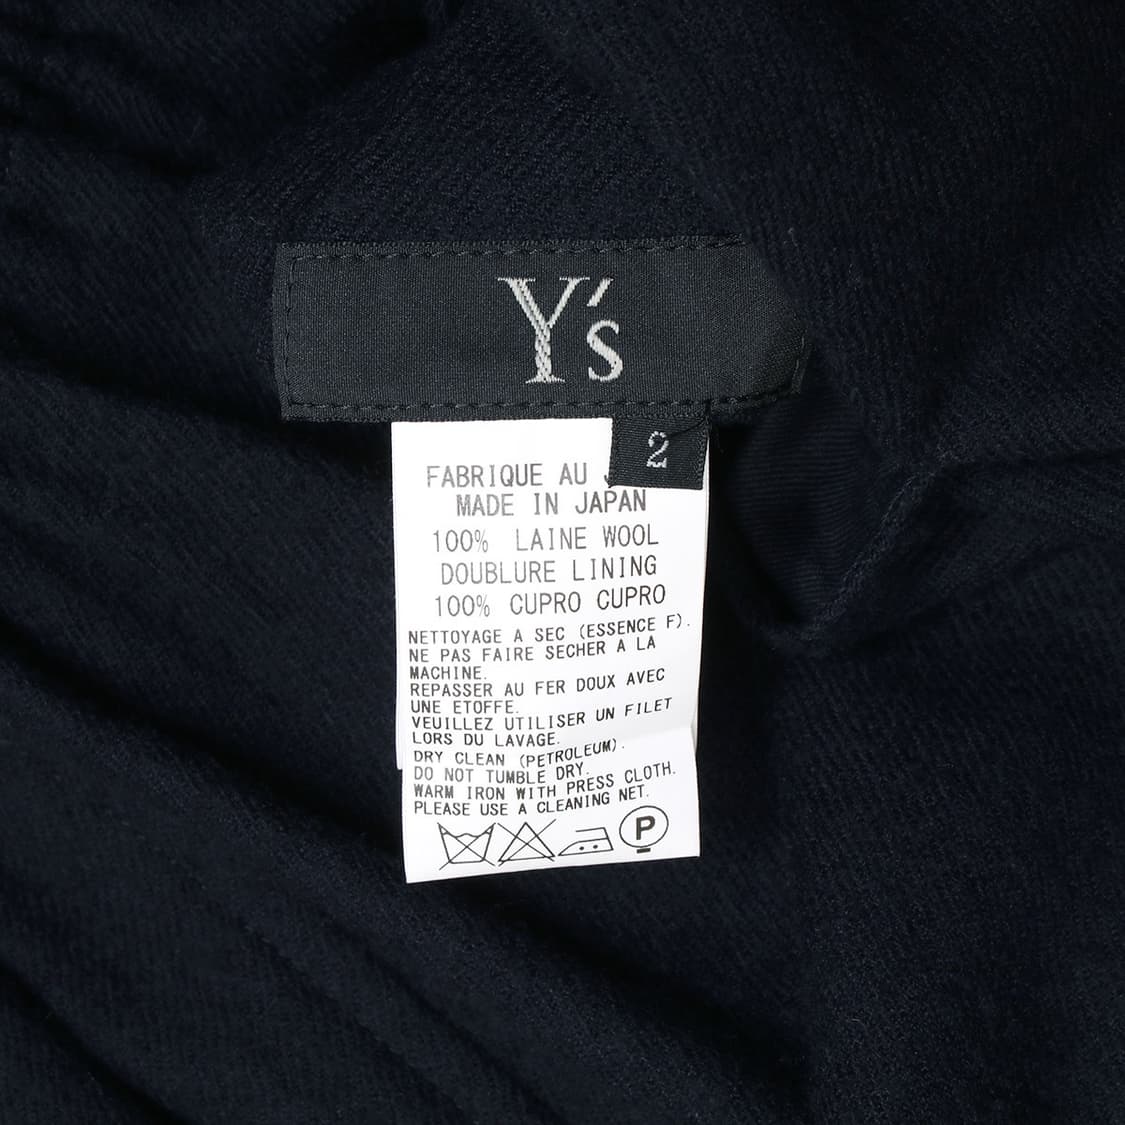 Y's
2
FABRIQUE AU
MADE IN JAPAN
100% LAINE WOOL
DOUBLURE LINING
100% CUPRO CUPRO
NETTOYAGE A SEC (ESSENCE F).
NE PAS FAIRE SECHER A LA
MACHINE.
REPASSER AU FER DOUX AVEC
UNE ETOFFE.
VEUILLEZ UTILISER UN FILET
LORS DU LAVAGE.
DRY CLEAN (PETROLEUM).
DO NOT TUMBLE DRY.
WARM IRON WITH PRESS CLOTH.
PLEASE USE A CLEANING NET.
P